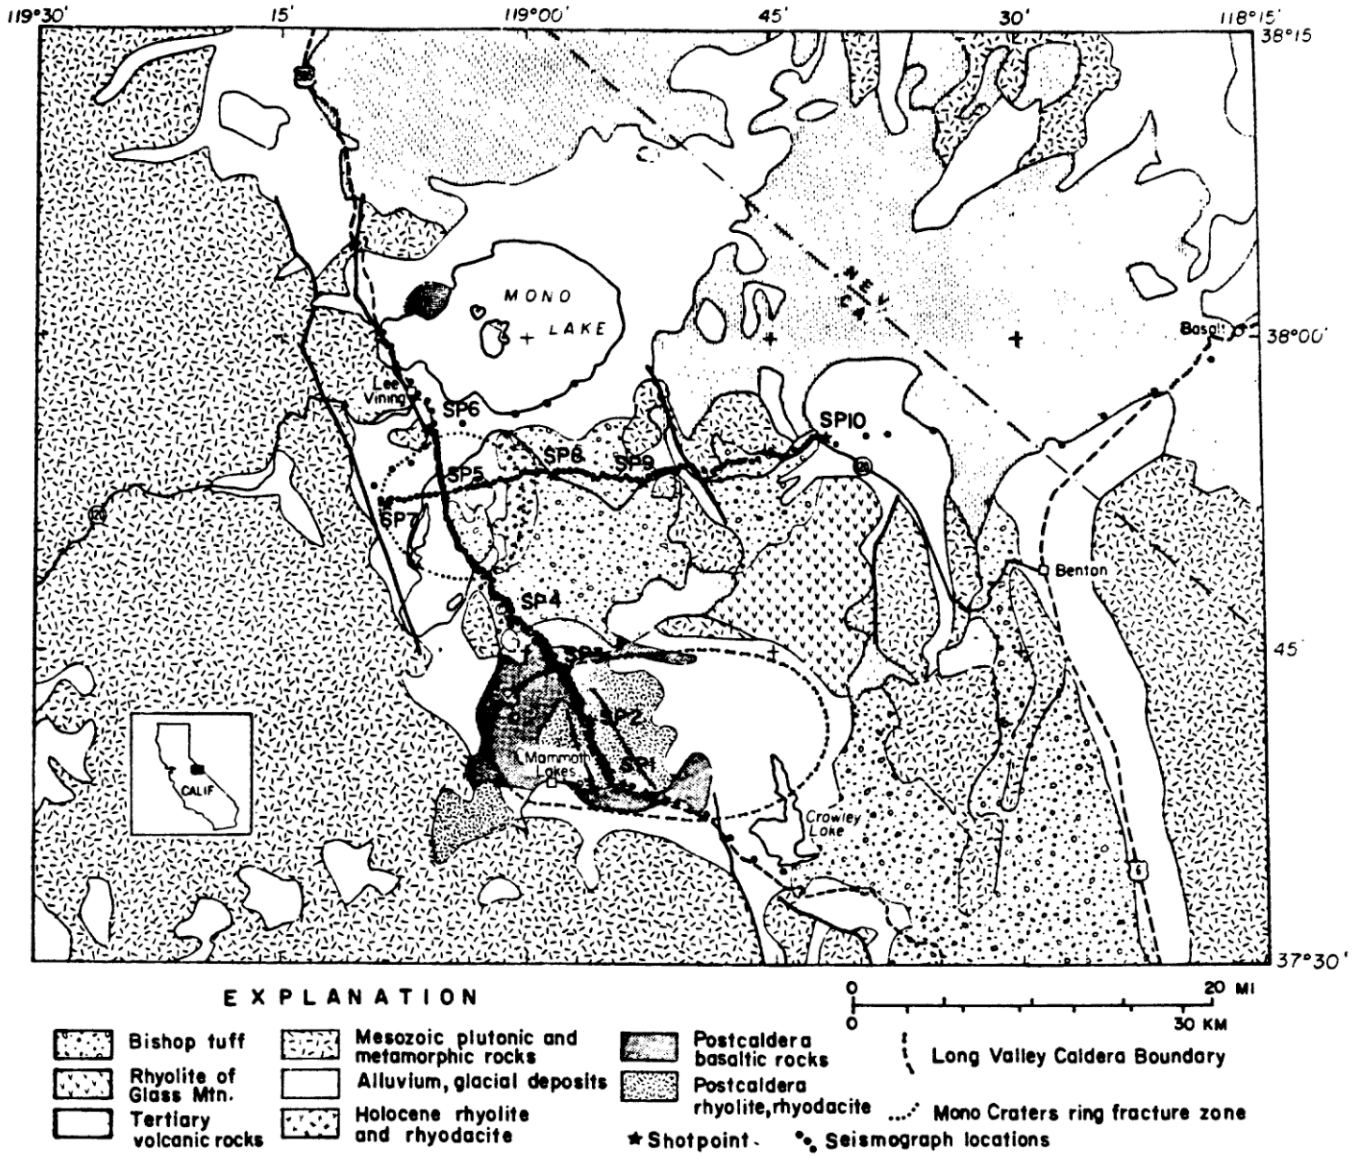 119°30' 15' 119°00' 45' 30' 118°15'
38°15
NEV
CA.
MONO
LAKE
Basalt
38°00'
Lee
Vining
SP6
SP10
SP8
SP9
SP5
120
SP7
120
Benton
SP4
45'
SP2
Mammoth
Lakes
SP1
CALIF
Crowley
Lake
6
37°30'
EXPLANATION
0 20 MI
0 30 KM
Bishop tuff
Rhyolite of
Glass Mtn.
Tertiary
volcanic rocks
Mesozoic plutonic and
metamorphic rocks
Alluvium, glacial deposits
Holocene rhyolite
and rhyodacite
Postcaldera
basaltic rocks
Postcaldera
rhyolite, rhyodacite
Shotpoint
Long Valley Caldera Boundary
Mono Craters ring fracture zone
Seismograph locations